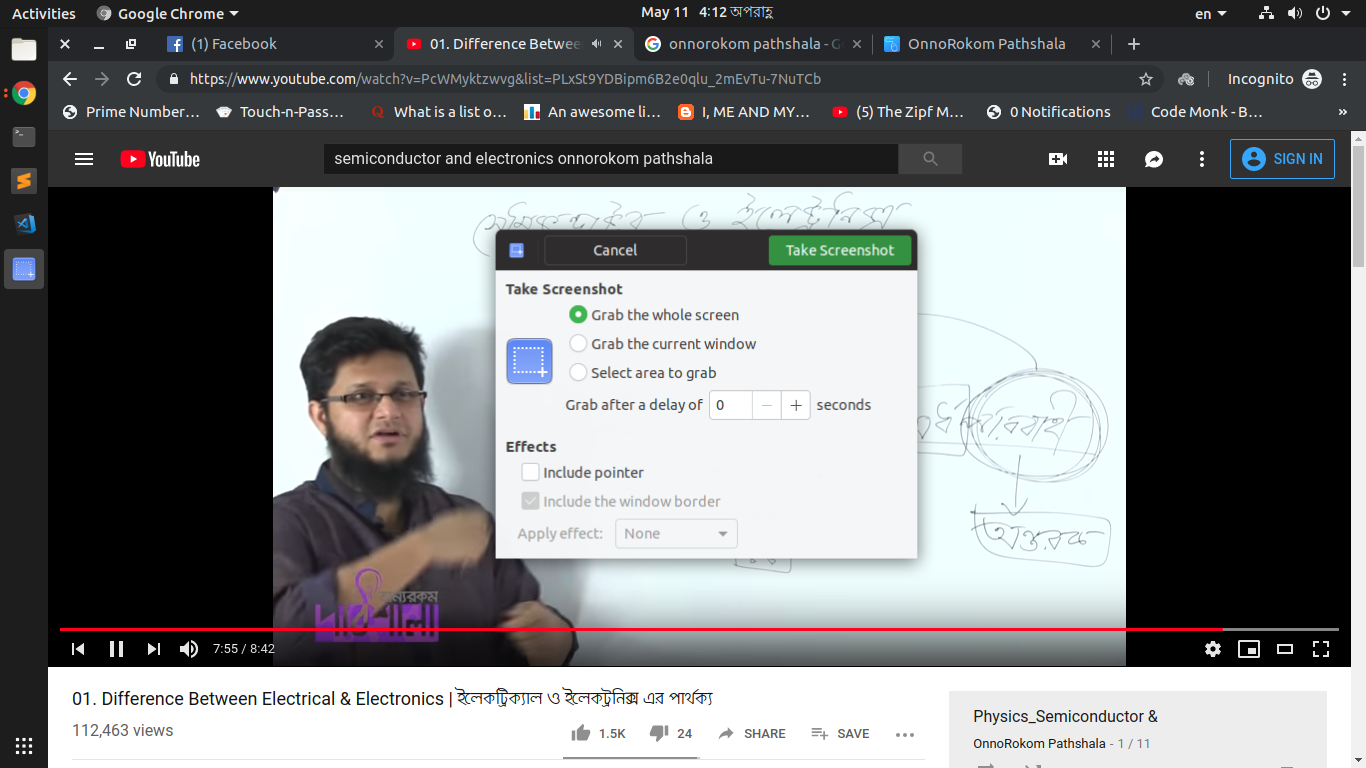 Activities Google Chrome May 11 4:12 অপরাহ্ণ en
(1) Facebook 01. Difference Betwee onnorokom pathshala - G OnnoRokom Pathshala
https://www.youtube.com/watch?v=PcWMyktzwvg&list=PLxSt9YDBipm6B2e0qlu_2mEvTu-7NuTCb Incognito
Prime Number... Touch-n-Pass... What is a list o... An awesome li... I, ME AND MY... (5) The Zipf M... 0 Notifications Code Monk - B... »
YouTube semiconductor and electronics onnorokom pathshala SIGN IN
সেমিকন্ডাক্টর ও ইলেক্ট্রনিক্স
Cancel Take Screenshot
Take Screenshot
Grab the whole screen
Grab the current window
Select area to grab
Grab after a delay of 0 seconds
Effects
Include pointer
Include the window border
Apply effect: None
অন্যরকম
পাঠশালা
7:55 / 8:42
01. Difference Between Electrical & Electronics | ইলেকট্রিক্যাল ও ইলেকট্রনিক্স এর পার্থক্য
112,463 views 1.5K 24 SHARE SAVE
Physics_Semiconductor &
OnnoRokom Pathshala - 1 / 11